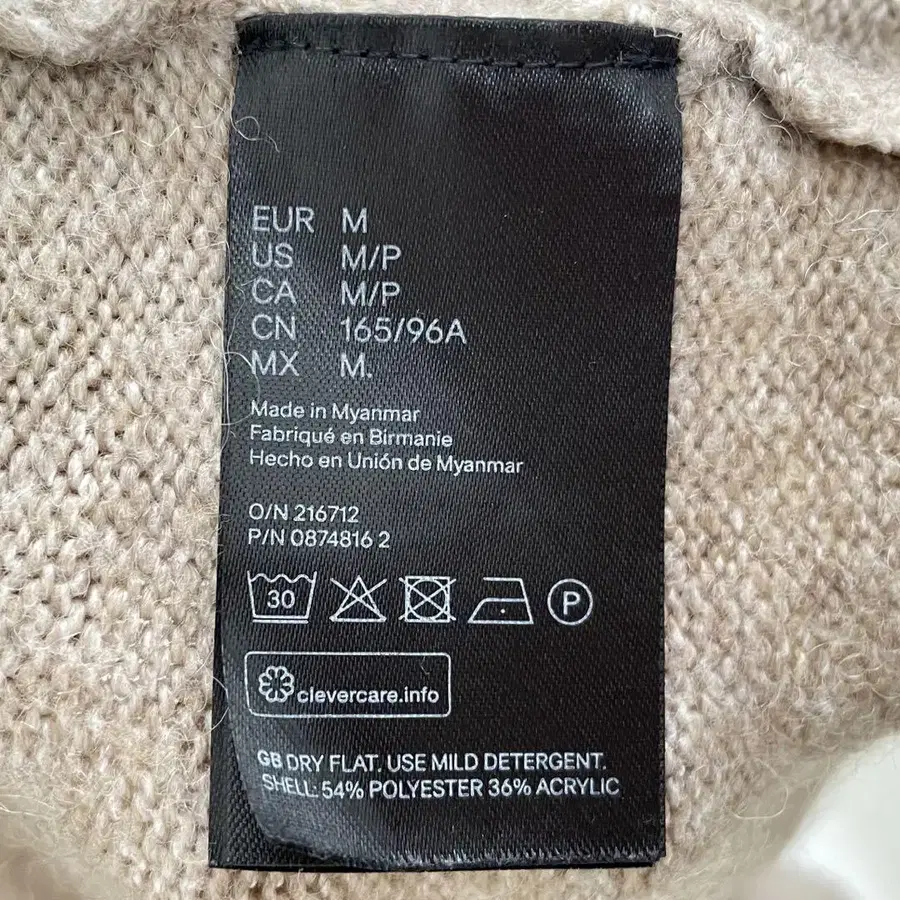 EUR M
US M/P
CA M/P
CN 165/96A
MX M.
Made in Myanmar
Fabriqué en Birmanie
Hecho en Unión de Myanmar
O/N 216712
P/N 0874816 2
30 P
clevercare.info
GB DRY FLAT. USE MILD DETERGENT.
SHELL: 54% POLYESTER 36% ACRYLIC